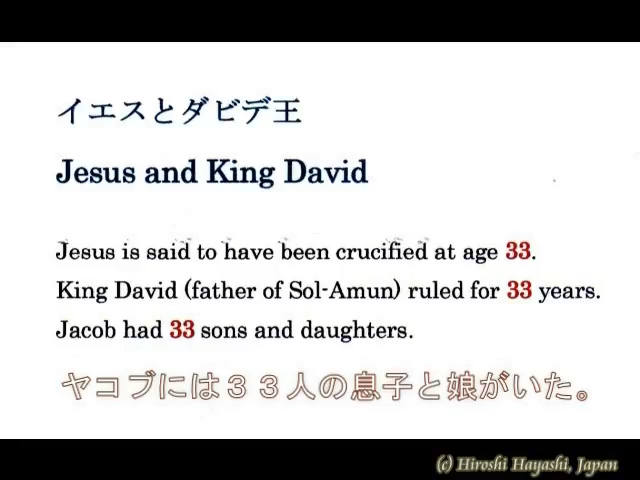 イエスとダビデ王
Jesus and King David
Jesus is said to have been crucified at age 33.
King David (father of Sol-Amun) ruled for 33 years.
Jacob had 33 sons and daughters.
ヤコブには３３人の息子と娘がいた。
(c) Hiroshi Hayashi, Japan